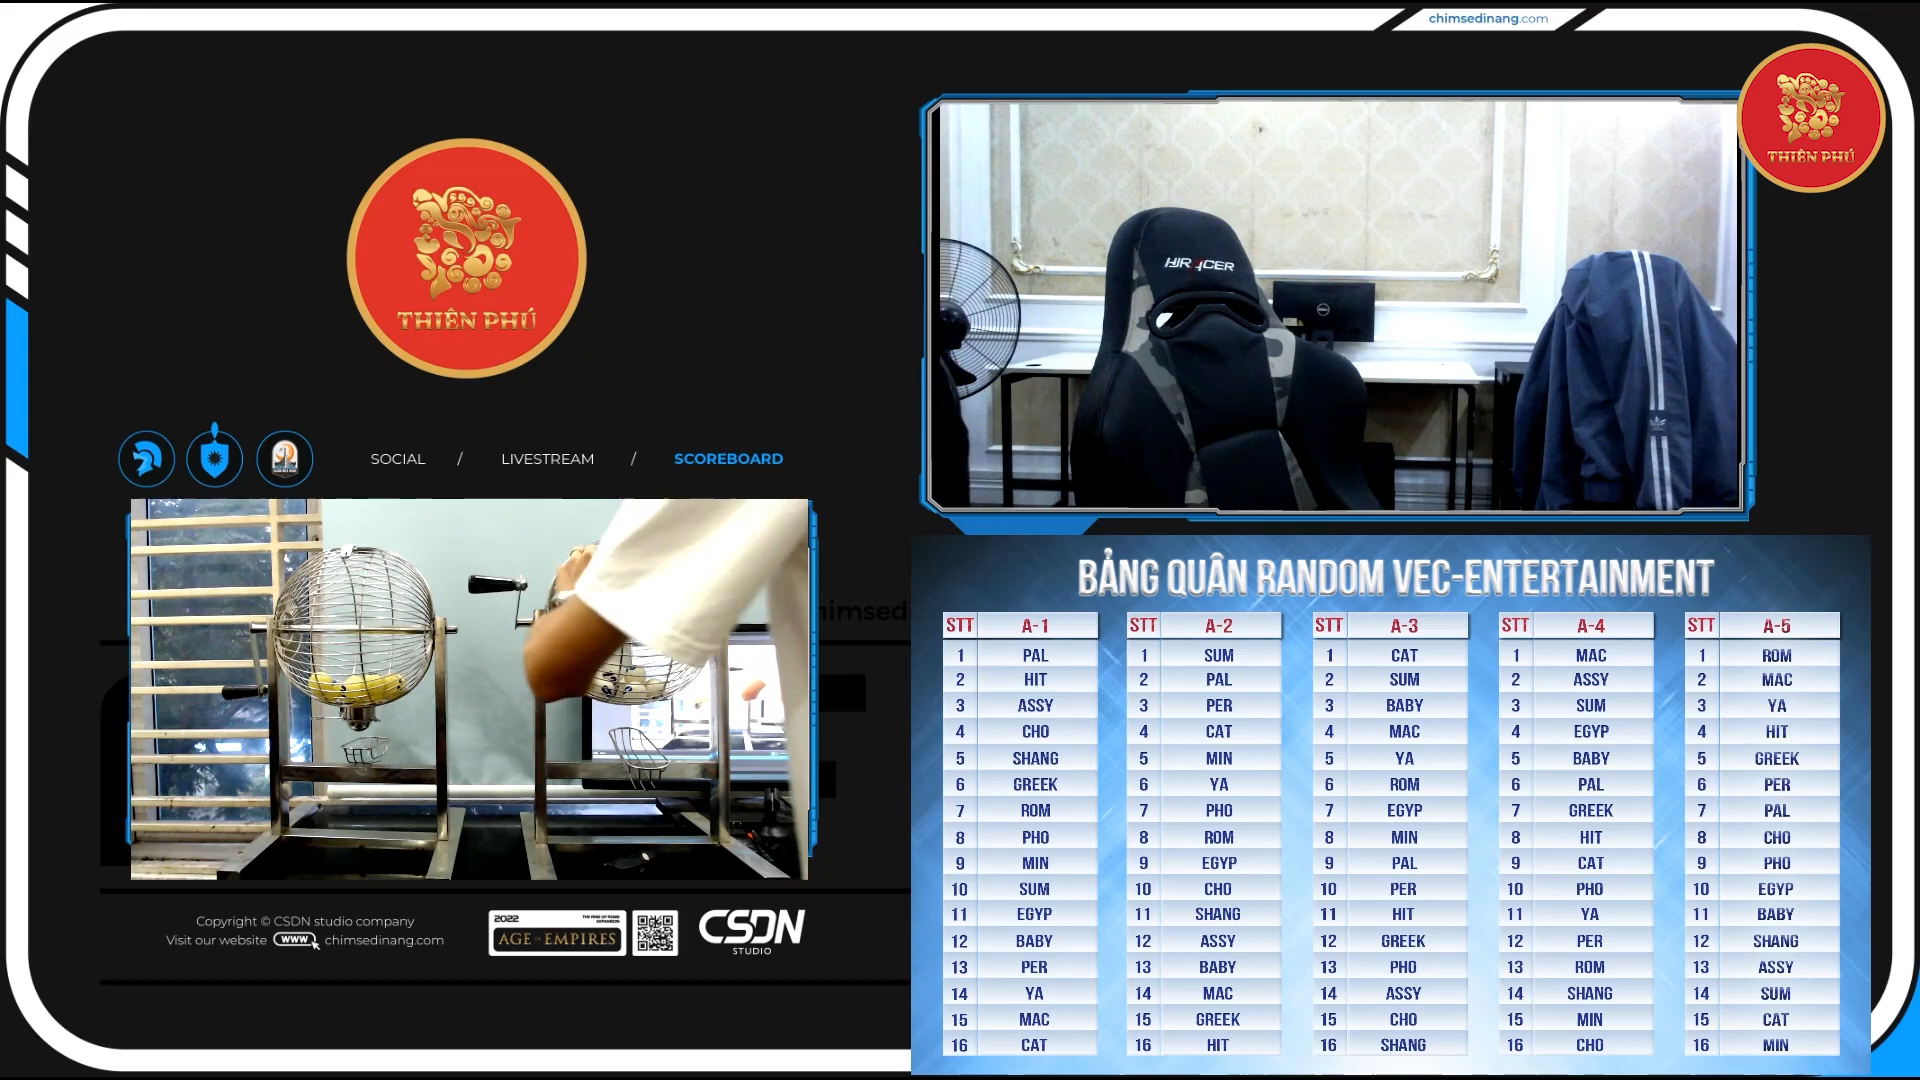 chimsedinang.com
THIÊN PHÚ
THIÊN PHÚ
HIRACER
DELL
SOCIAL / LIVESTREAM / SCOREBOARD
himsedi
BẢNG QUÂN RANDOM VEC-ENTERTAINMENT
STT A-1 STT A-2 STT A-3 STT A-4 STT A-5
1 PAL 1 SUM 1 CAT 1 MAC 1 ROM
2 HIT 2 PAL 2 SUM 2 ASSY 2 MAC
3 ASSY 3 PER 3 BABY 3 SUM 3 YA
4 CHO 4 CAT 4 MAC 4 EGYP 4 HIT
5 SHANG 5 MIN 5 YA 5 BABY 5 GREEK
6 GREEK 6 YA 6 ROM 6 PAL 6 PER
7 ROM 7 PHO 7 EGYP 7 GREEK 7 PAL
8 PHO 8 ROM 8 MIN 8 HIT 8 CHO
9 MIN 9 EGYP 9 PAL 9 CAT 9 PHO
10 SUM 10 CHO 10 PER 10 PHO 10 EGYP
11 EGYP 11 SHANG 11 HIT 11 YA 11 BABY
12 BABY 12 ASSY 12 GREEK 12 PER 12 SHANG
13 PER 13 BABY 13 PHO 13 ROM 13 ASSY
14 YA 14 MAC 14 ASSY 14 SHANG 14 SUM
15 MAC 15 GREEK 15 CHO 15 MIN 15 CAT
16 CAT 16 HIT 16 SHANG 16 CHO 16 MIN
Copyright © CSDN studio company
Visit our website www chimsedinang.com
2022 THE RISE OF ROME
EXPANSION
AGE OF EMPIRES
CSDN
STUDIO